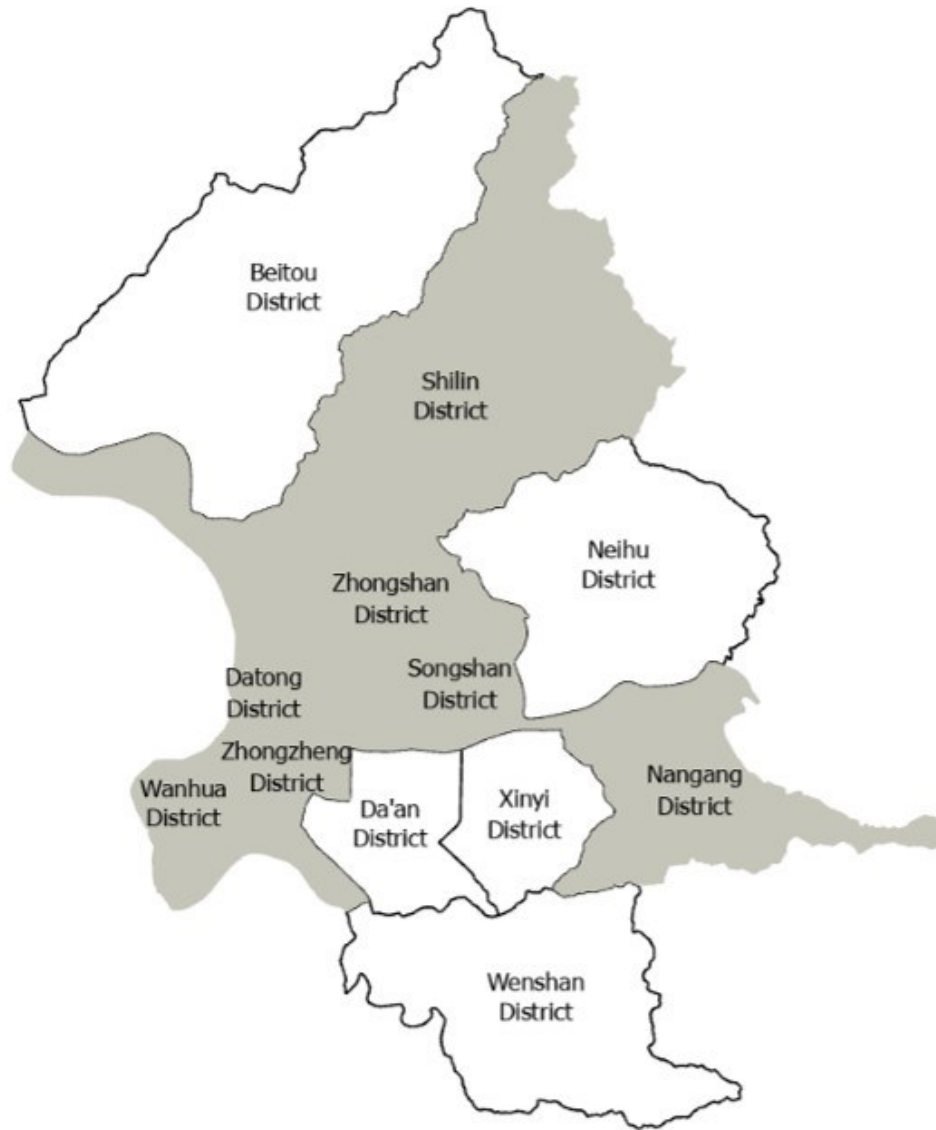 Beitou
District
Shilin
District
Neihu
District
Zhongshan
District
Songshan
District
Datong
District
Zhongzheng
District
Wanhua
District
Da'an
District
Xinyi
District
Nangang
District
Wenshan
District